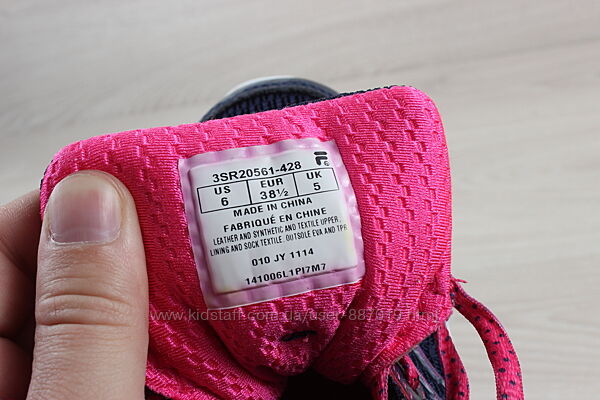 3SR20561-428
US EUR UK
6 38½ 5
MADE IN CHINA
FABRIQUÉ EN CHINE
LEATHER AND SYNTHETIC AND TEXTILE UPPER,
LINING AND SOCK TEXTILE, OUTSOLE EVA AND TPR
010 JY 1114
141006L1PI7M7